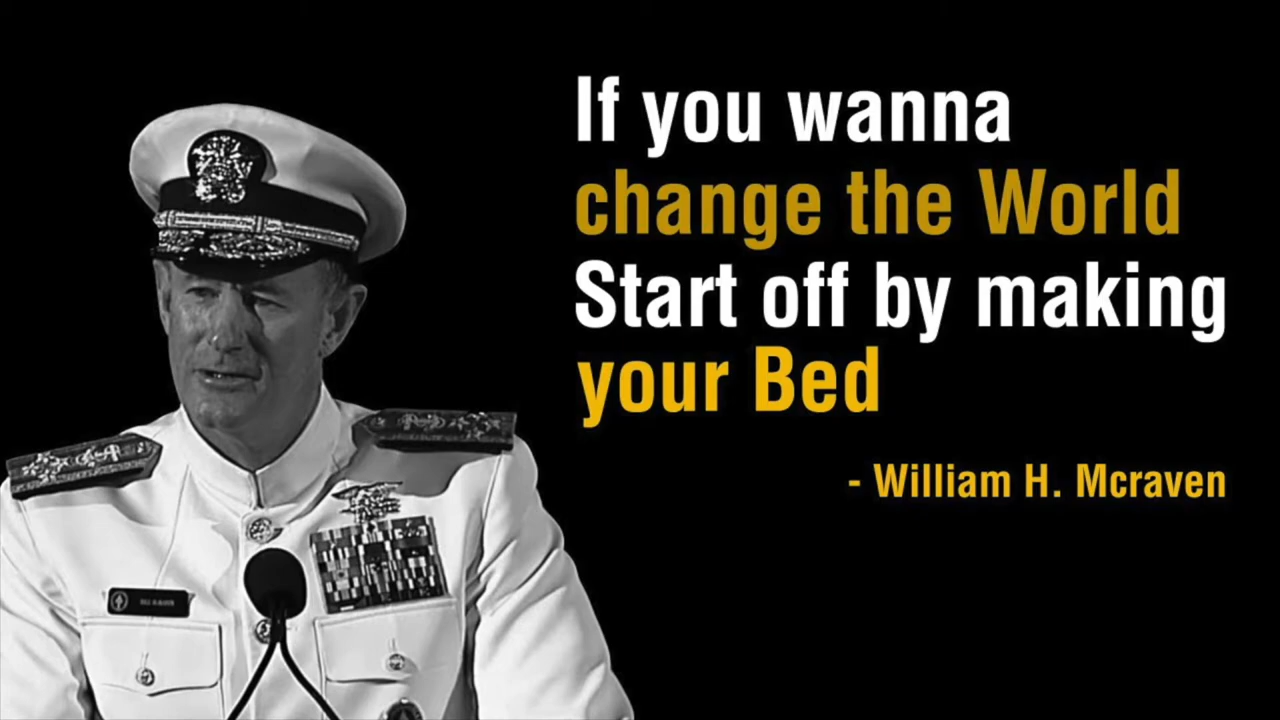 If you wanna
change the World
Start off by making
your Bed
- William H. Mcraven